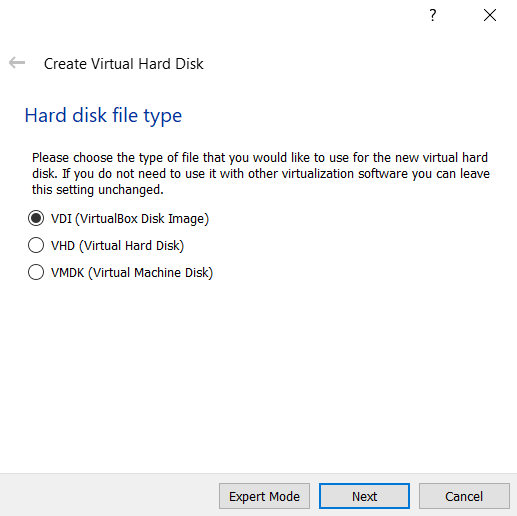 ?
Create Virtual Hard Disk
Hard disk file type
Please choose the type of file that you would like to use for the new virtual hard
disk. If you do not need to use it with other virtualization software you can leave
this setting unchanged.
VDI (VirtualBox Disk Image)
VHD (Virtual Hard Disk)
VMDK (Virtual Machine Disk)
Expert Mode Next Cancel